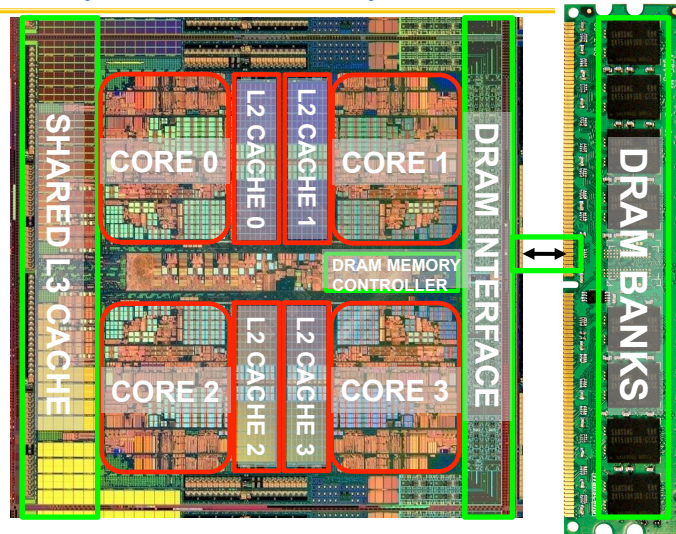 SHARED L3 CACHE
CORE 0
L2 CACHE 0
L2 CACHE 1
CORE 1
DRAM INTERFACE
DRAM BANKS
DRAM MEMORY
CONTROLLER
CORE 2
L2 CACHE 2
L2 CACHE 3
CORE 3